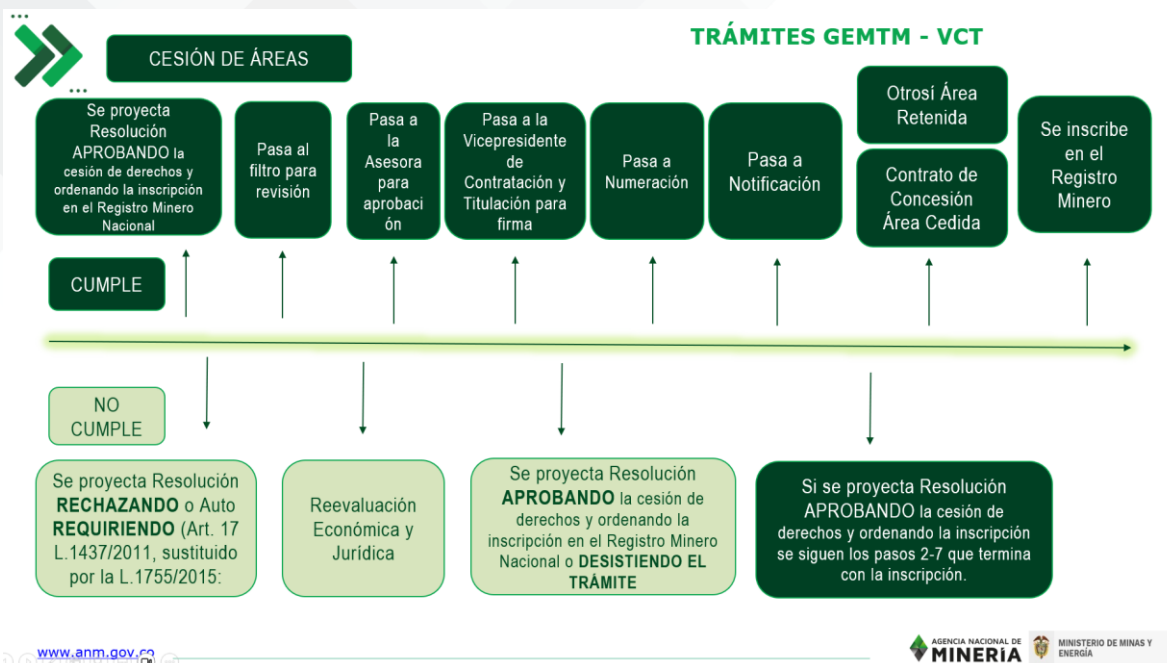 TRÁMITES GEMTM - VCT
CESIÓN DE ÁREAS
Se proyecta
Resolución
APROBANDO la
cesión de derechos y
ordenando la inscripción
en el Registro Minero
Nacional
Pasa al
filtro para
revisión
Pasa a
la
Asesora
para
aprobaci
ón
Pasa a la
Vicepresidente
de
Contratación y
Titulación para
firma
Pasa a
Numeración
Pasa a
Notificación
Otrosí Área
Retenida
Contrato de
Concesión
Área Cedida
Se inscribe
en el
Registro
Minero
CUMPLE
NO
CUMPLE
Se proyecta Resolución
RECHAZANDO o Auto
REQUIRIENDO (Art. 17
L.1437/2011, sustituido
por la L.1755/2015:
Reevaluación
Económica y
Jurídica
Se proyecta Resolución
APROBANDO la cesión de
derechos y ordenando la
inscripción en el Registro Minero
Nacional o DESISTIENDO EL
TRÁMITE
Si se proyecta Resolución
APROBANDO la cesión de
derechos y ordenando la inscripción
se siguen los pasos 2-7 que termina
con la inscripción.
www.anm.gov.co
AGENCIA NACIONAL DE
MINERÍA
MINISTERIO DE MINAS Y
ENERGÍA